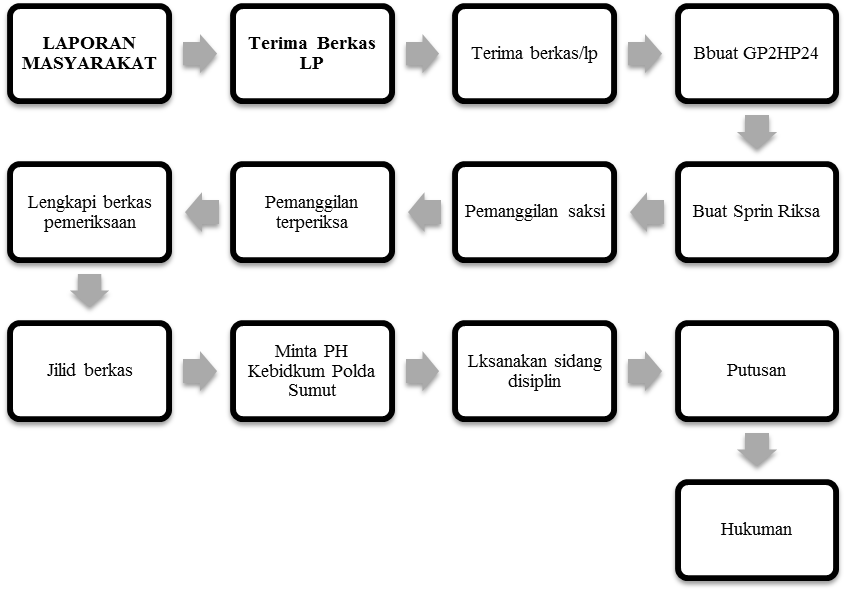 LAPORAN
MASYARAKAT
Terima Berkas
LP
Terima berkas/lp
Bbuat GP2HP24
Buat Sprin Riksa
Pemanggilan saksi
Pemanggilan
terperiksa
Lengkapi berkas
pemeriksaan
Jilid berkas
Minta PH
Kebidkum Polda
Sumut
Lksanakan sidang
disiplin
Putusan
Hukuman